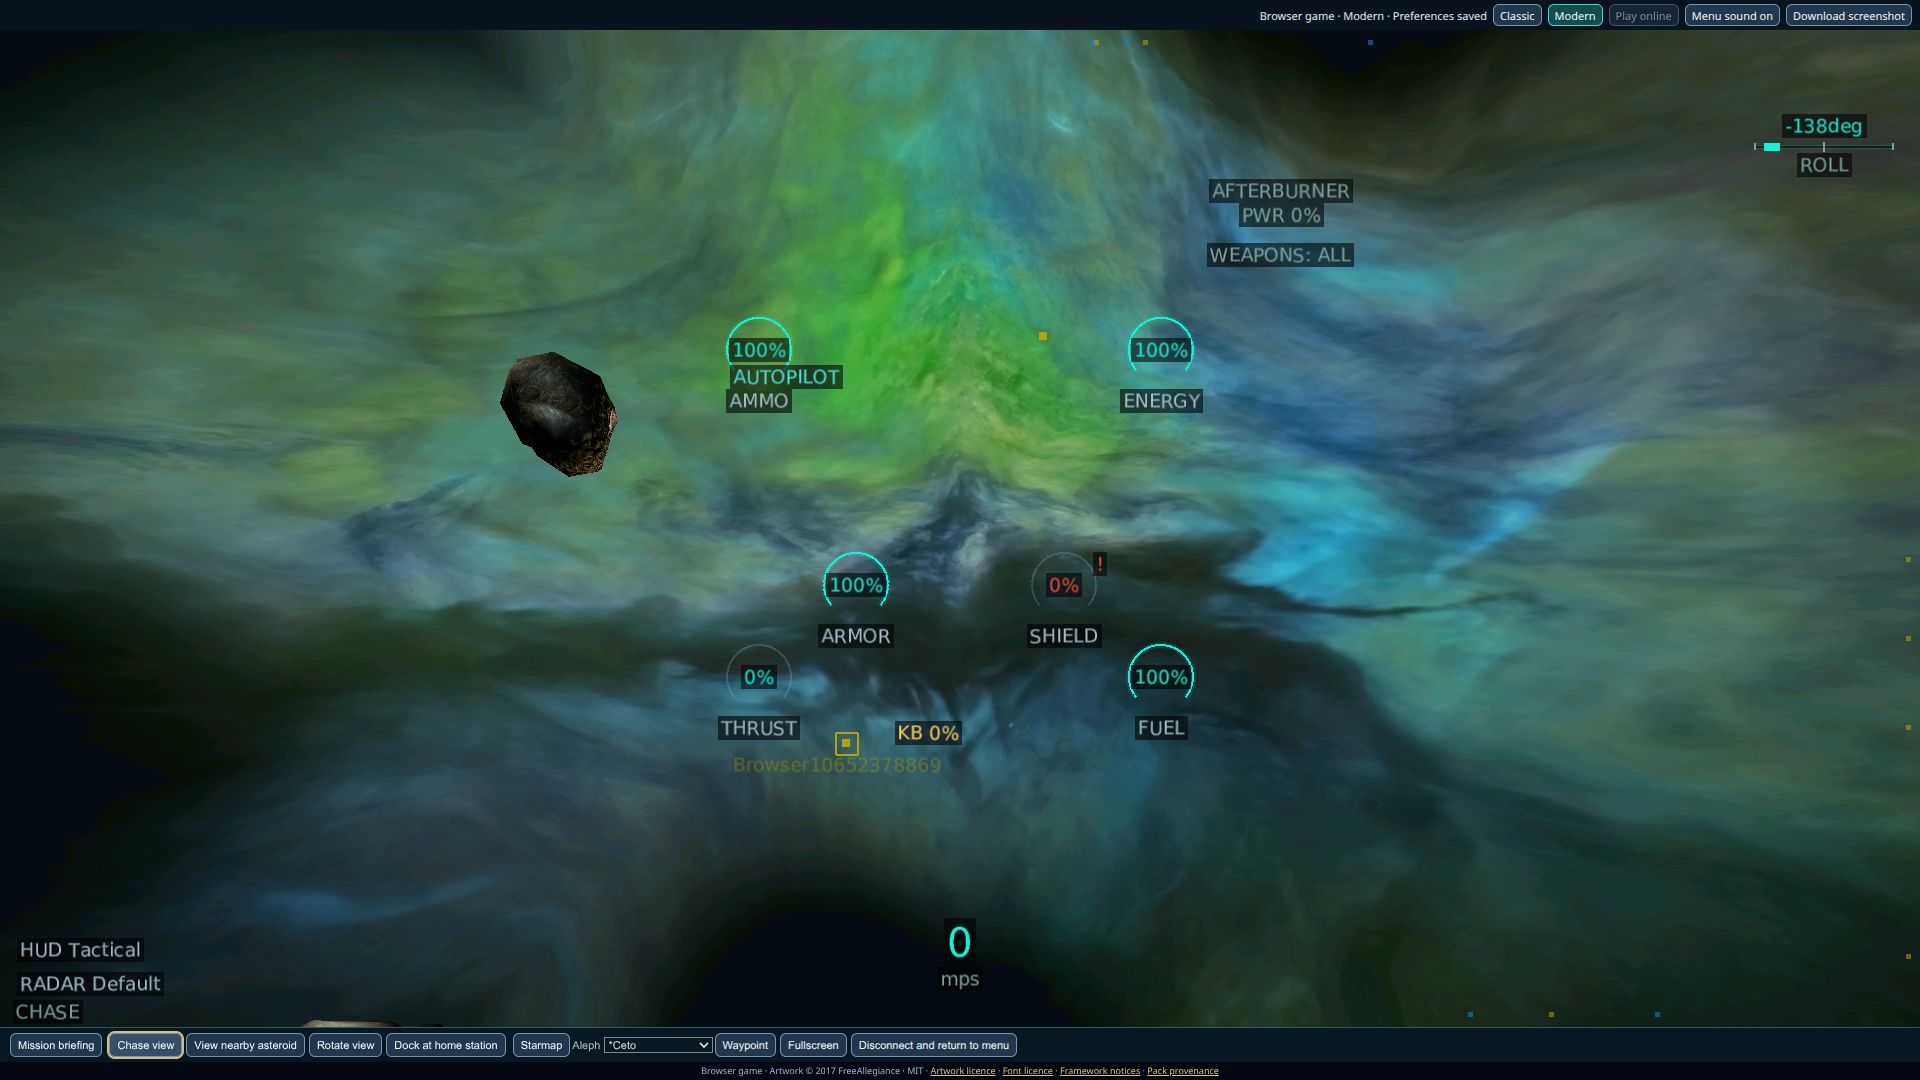 Browser game · Modern · Preferences saved Classic Modern Play online Menu sound on Download screenshot
-138deg
ROLL
AFTERBURNER
PWR 0%
WEAPONS: ALL
100%
AUTOPILOT
AMMO
100%
ENERGY
100%
ARMOR
0%
!
SHIELD
0%
THRUST
100%
FUEL
KB 0%
Browser10652378869
0
mps
HUD Tactical
RADAR Default
CHASE
Mission briefing Chase view View nearby asteroid Rotate view Dock at home station Starmap Aleph *Ceto Waypoint Fullscreen Disconnect and return to menu
Browser game · Artwork © 2017 FreeAllegiance · MIT · Artwork licence · Font licence · Framework notices · Pack provenance